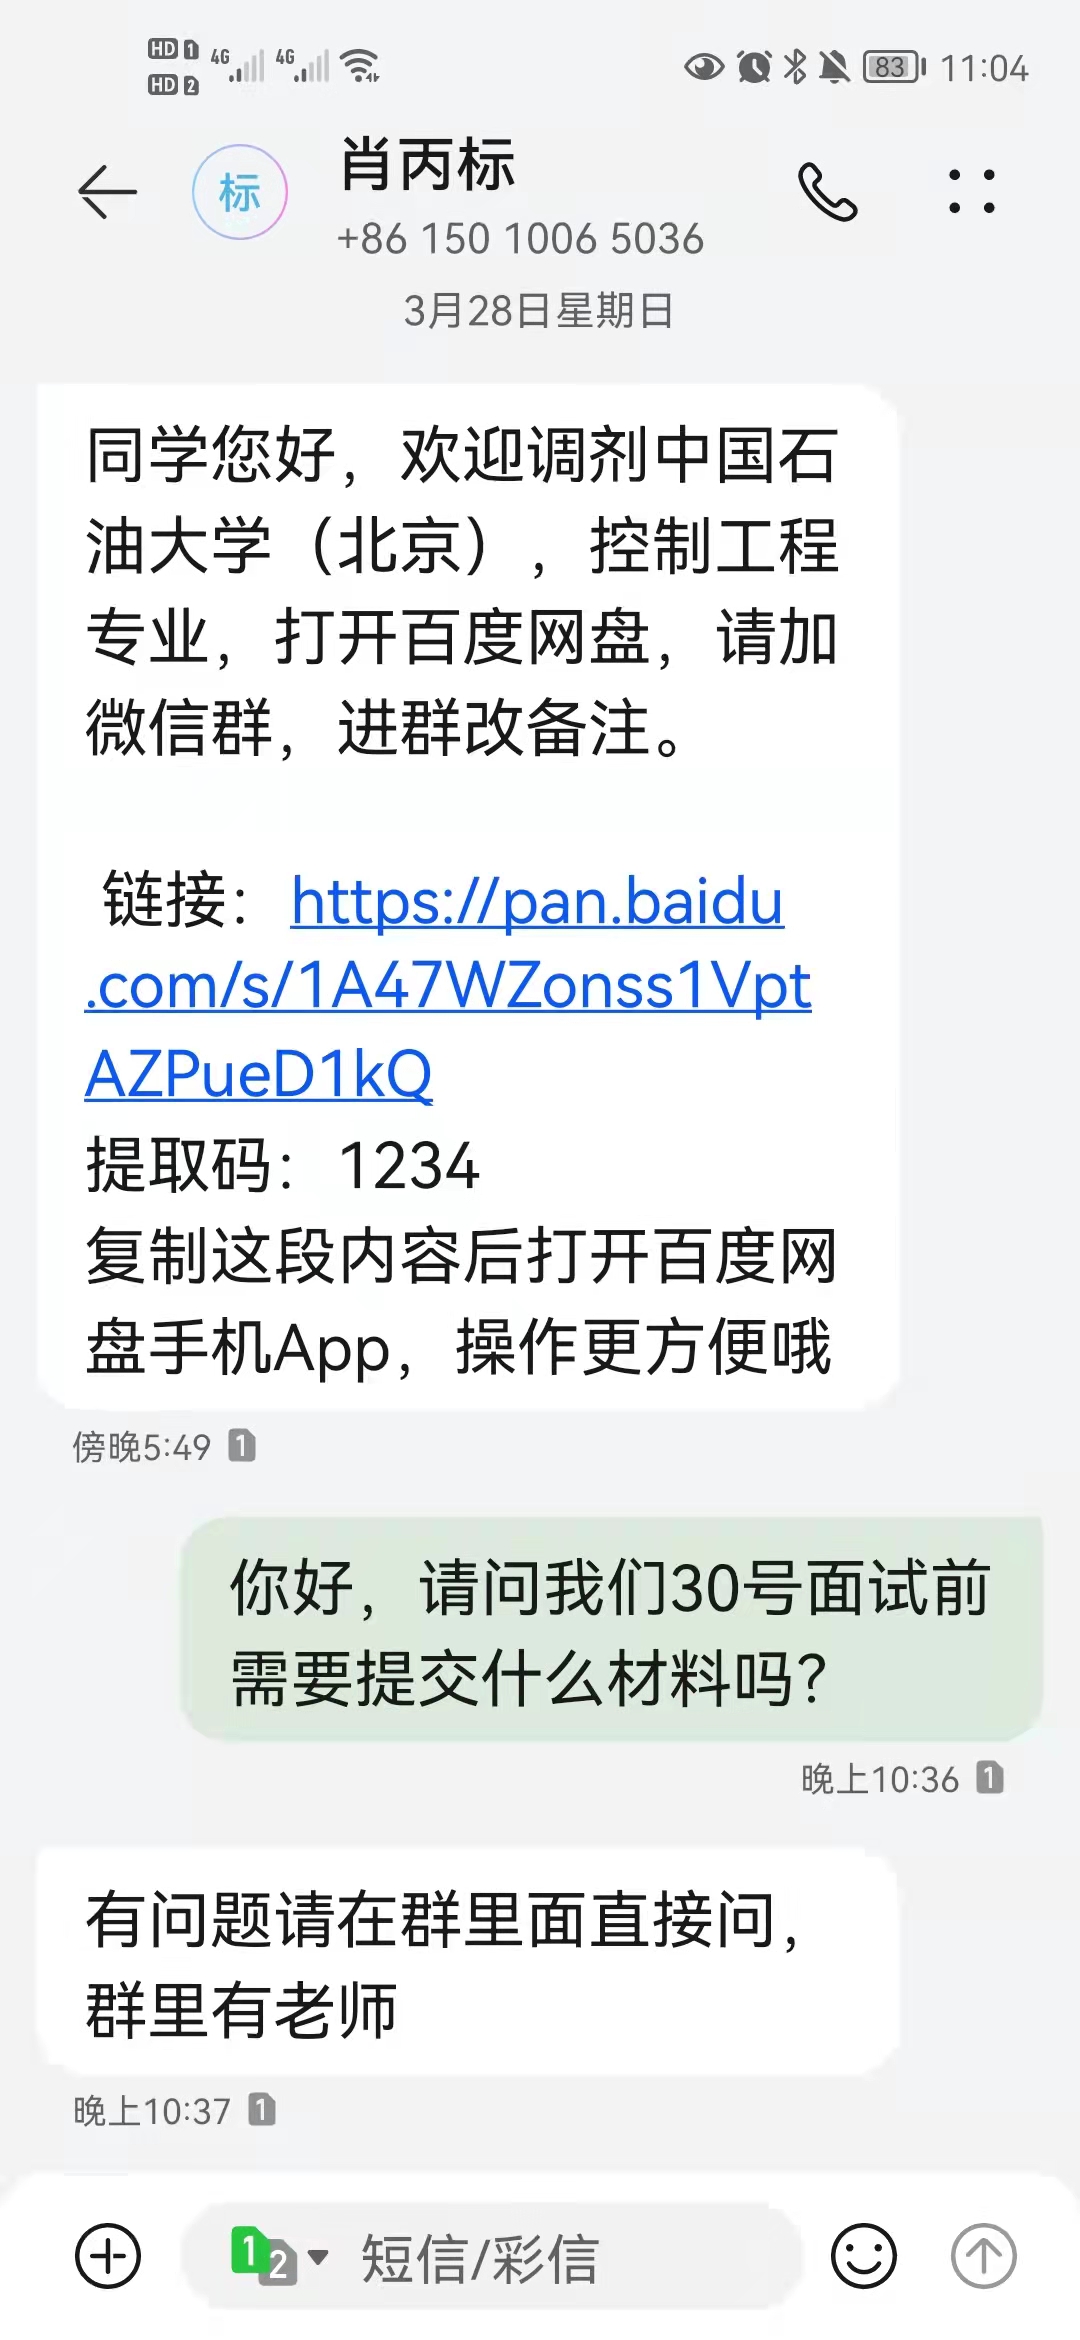 HD 1 4G 4G 83 11:04
HD 2
肖丙标
标
+86 150 1006 5036
3月28日星期日
同学您好，欢迎调剂中国石
油大学（北京），控制工程
专业，打开百度网盘，请加
微信群，进群改备注。
链接：https://pan.baidu
.com/s/1A47WZonss1Vpt
AZPueD1kQ
提取码：1234
复制这段内容后打开百度网
盘手机App，操作更方便哦
傍晚5:49 1
你好，请问我们30号面试前
需要提交什么材料吗？
晚上10:36 1
有问题请在群里面直接问，
群里有老师
晚上10:37 1
1 2 短信/彩信